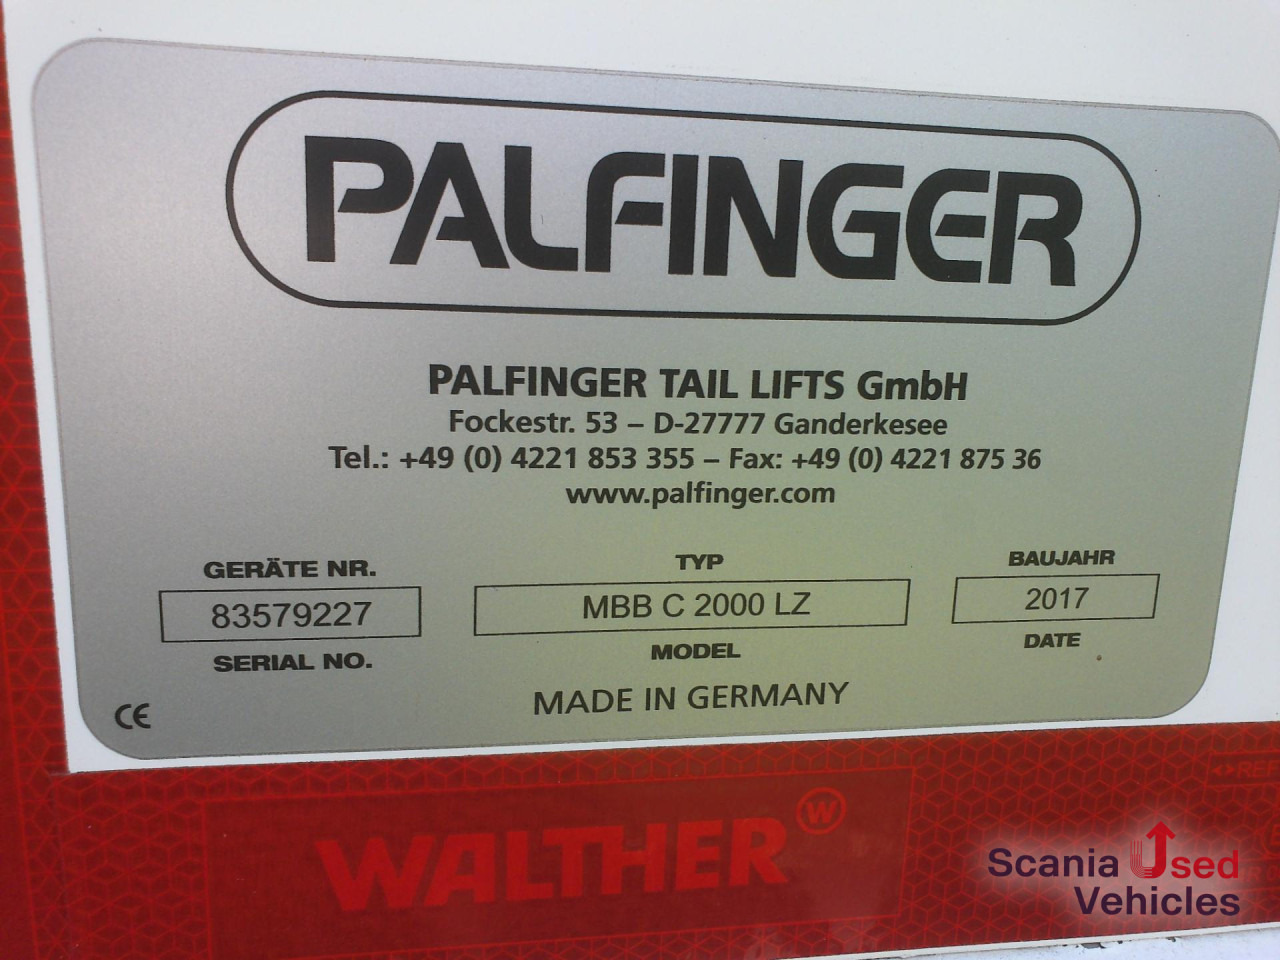 PALFINGER
PALFINGER TAIL LIFTS GmbH
Fockestr. 53 – D-27777 Ganderkesee
Tel.: +49 (0) 4221 853 355 – Fax: +49 (0) 4221 875 36
www.palfinger.com
GERÄTE NR. TYP BAUJAHR
83579227 MBB C 2000 LZ 2017
SERIAL NO. MODEL DATE
MADE IN GERMANY
CE
WALTHER W
Scania Used
Vehicles